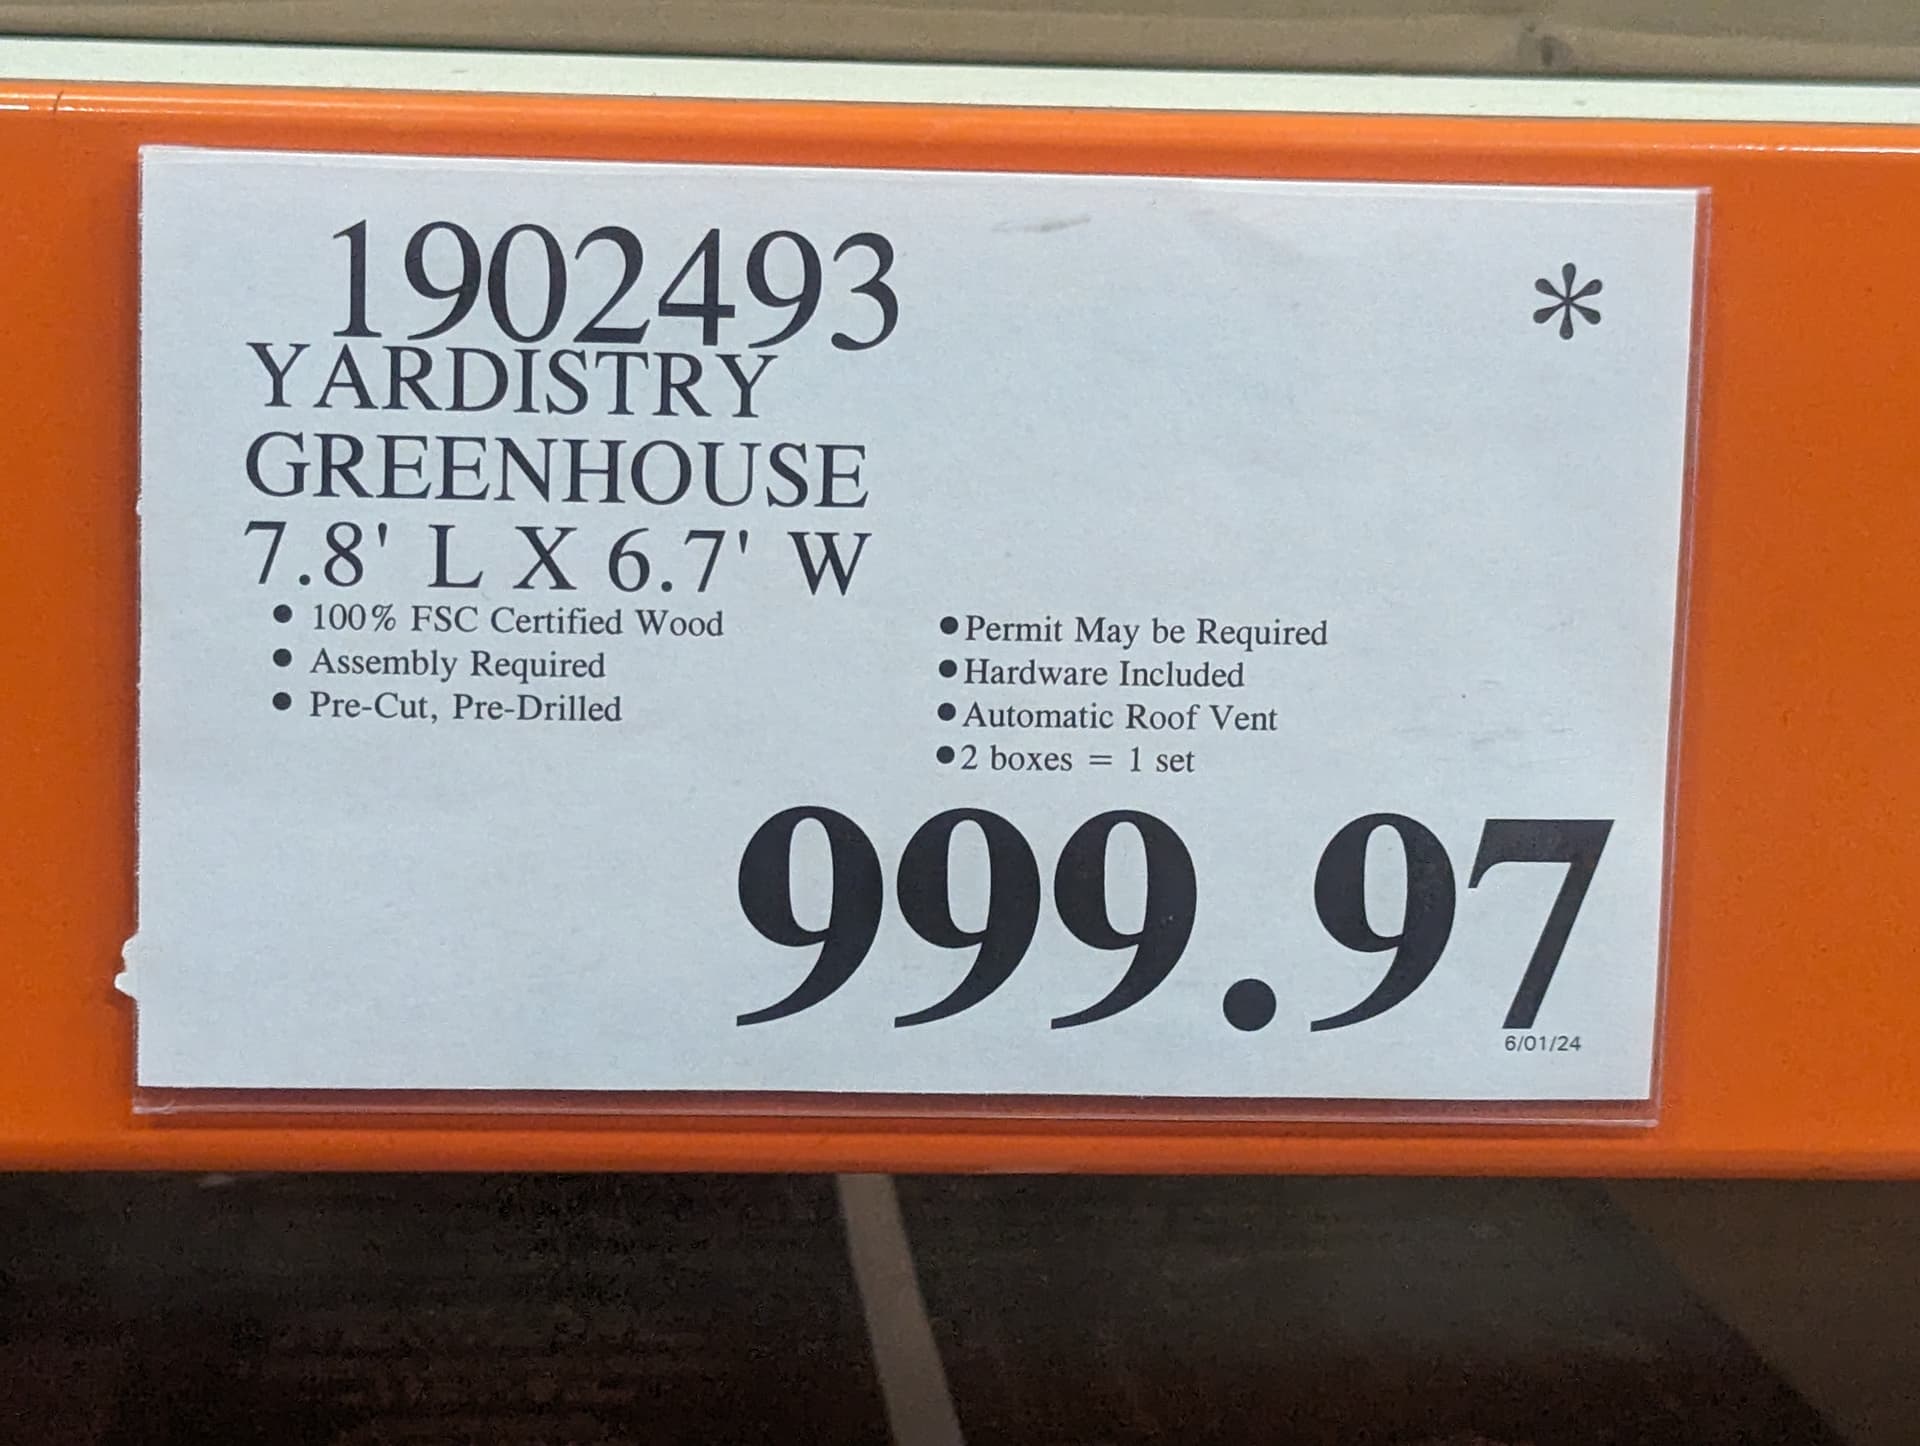 1902493
*
YARDISTRY
GREENHOUSE
7.8' L X 6.7' W
● 100% FSC Certified Wood
● Assembly Required
● Pre-Cut, Pre-Drilled
● Permit May be Required
● Hardware Included
● Automatic Roof Vent
● 2 boxes = 1 set
999.97
6/01/24